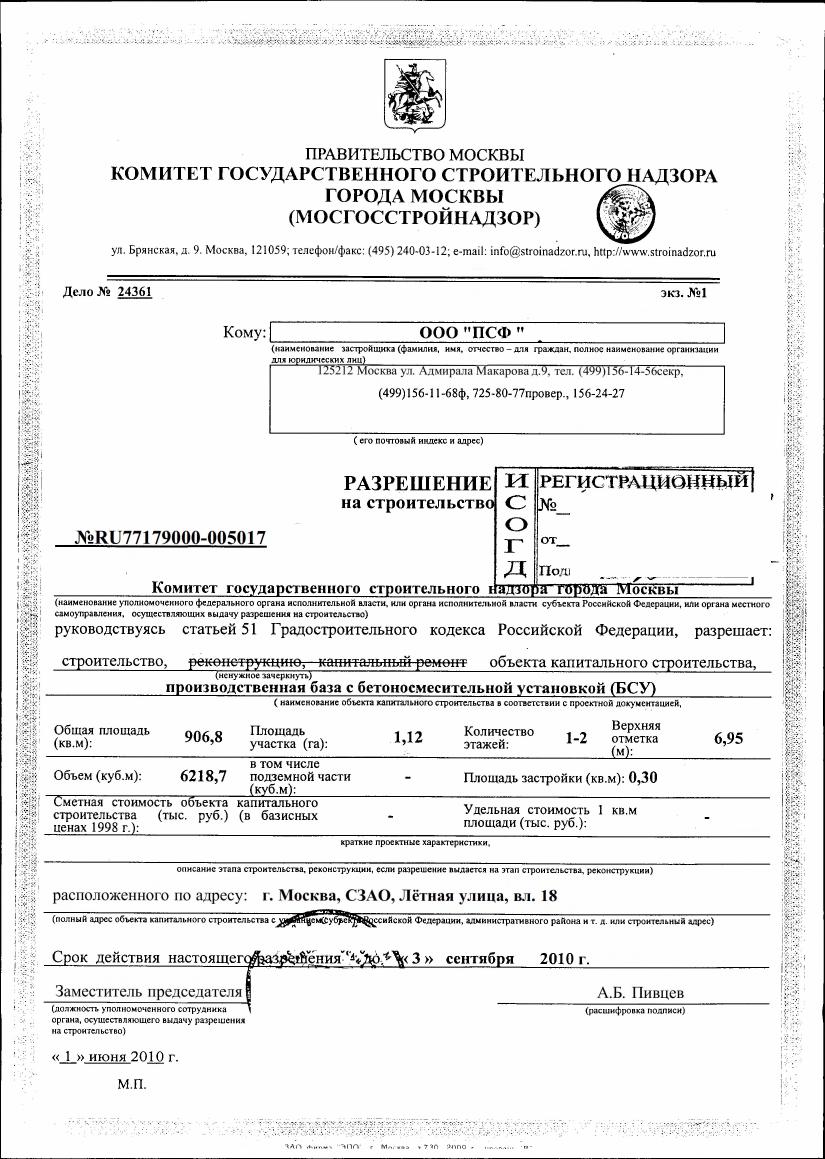 ПРАВИТЕЛЬСТВО МОСКВЫ
КОМИТЕТ ГОСУДАРСТВЕННОГО СТРОИТЕЛЬНОГО НАДЗОРА
ГОРОДА МОСКВЫ
(МОСГОССТРОЙНАДЗОР)
ул. Брянская, д. 9. Москва, 121059; телефон/факс: (495) 240-03-12; e-mail: info@stroinadzor.ru, http://www.stroinadzor.ru
Дело № 24361 экз. №1
Кому: ООО "ПСФ "
(наименование застройщика (фамилия, имя, отчество – для граждан, полное наименование организации
для юридических лиц)
125212 Москва ул. Адмирала Макарова д.9, тел. (499)156-14-56секр,
(499)156-11-68ф, 725-80-77провер., 156-24-27
( его почтовый индекс и адрес)
РАЗРЕШЕНИЕ
на строительство
ИСОГД
РЕГИСТРАЦИОННЫЙ
№
от
№RU77179000-005017
Комитет государственного строительного надзора города Москвы
(наименование уполномоченного федерального органа исполнительной власти, или органа исполнительной власти субъекта Российской Федерации, или органа местного
самоуправления, осуществляющих выдачу разрешения на строительство)
руководствуясь статьей 51 Градостроительного кодекса Российской Федерации, разрешает:
строительство, реконструкцию, капитальный ремонт объекта капитального строительства,
(ненужное зачеркнуть)
производственная база с бетоносмесительной установкой (БСУ)
( наименование объекта капитального строительства в соответствии с проектной документацией,
Общая площадь (кв.м): 906,8 Площадь участка (га): 1,12 Количество этажей: 1-2 Верхняя отметка (м): 6,95
Объем (куб.м): 6218,7 в том числе подземной части (куб.м): - Площадь застройки (кв.м): 0,30
Сметная стоимость объекта капитального строительства (тыс. руб.) (в базисных ценах 1998 г.): - Удельная стоимость 1 кв.м площади (тыс. руб.): -
краткие проектные характеристики,
описание этапа строительства, реконструкции, если разрешение выдается на этап строительства, реконструкции)
расположенного по адресу: г. Москва, СЗАО, Лётная улица, вл. 18
(полный адрес объекта капитального строительства с указанием субъекта Российской Федерации, административного района и т. д. или строительный адрес)
Срок действия настоящего разрешения до « 3 » сентября 2010 г.
Заместитель председателя А.Б. Пивцев
(должность уполномоченного сотрудника (расшифровка подписи)
органа, осуществляющего выдачу разрешения
на строительство)
« 1 » июня 2010 г.
М.П.